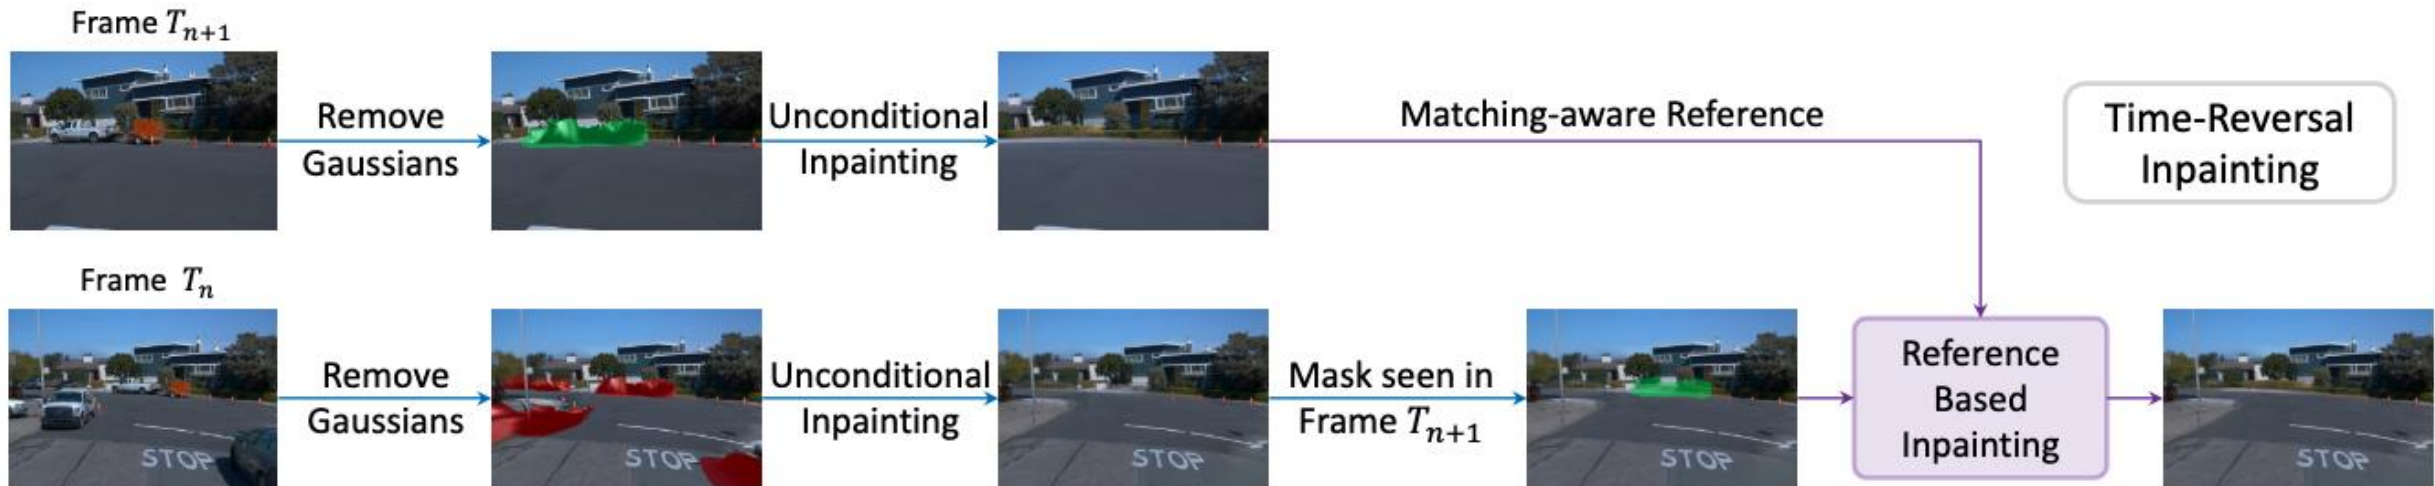 Frame $T_{n+1}$
Remove
Gaussians
Unconditional
Inpainting
Matching-aware Reference
Time-Reversal
Inpainting
Frame $T_n$
STOP
Remove
Gaussians
STOP
Unconditional
Inpainting
STOP
Mask seen in
Frame $T_{n+1}$
STOP
Reference
Based
Inpainting
STOP